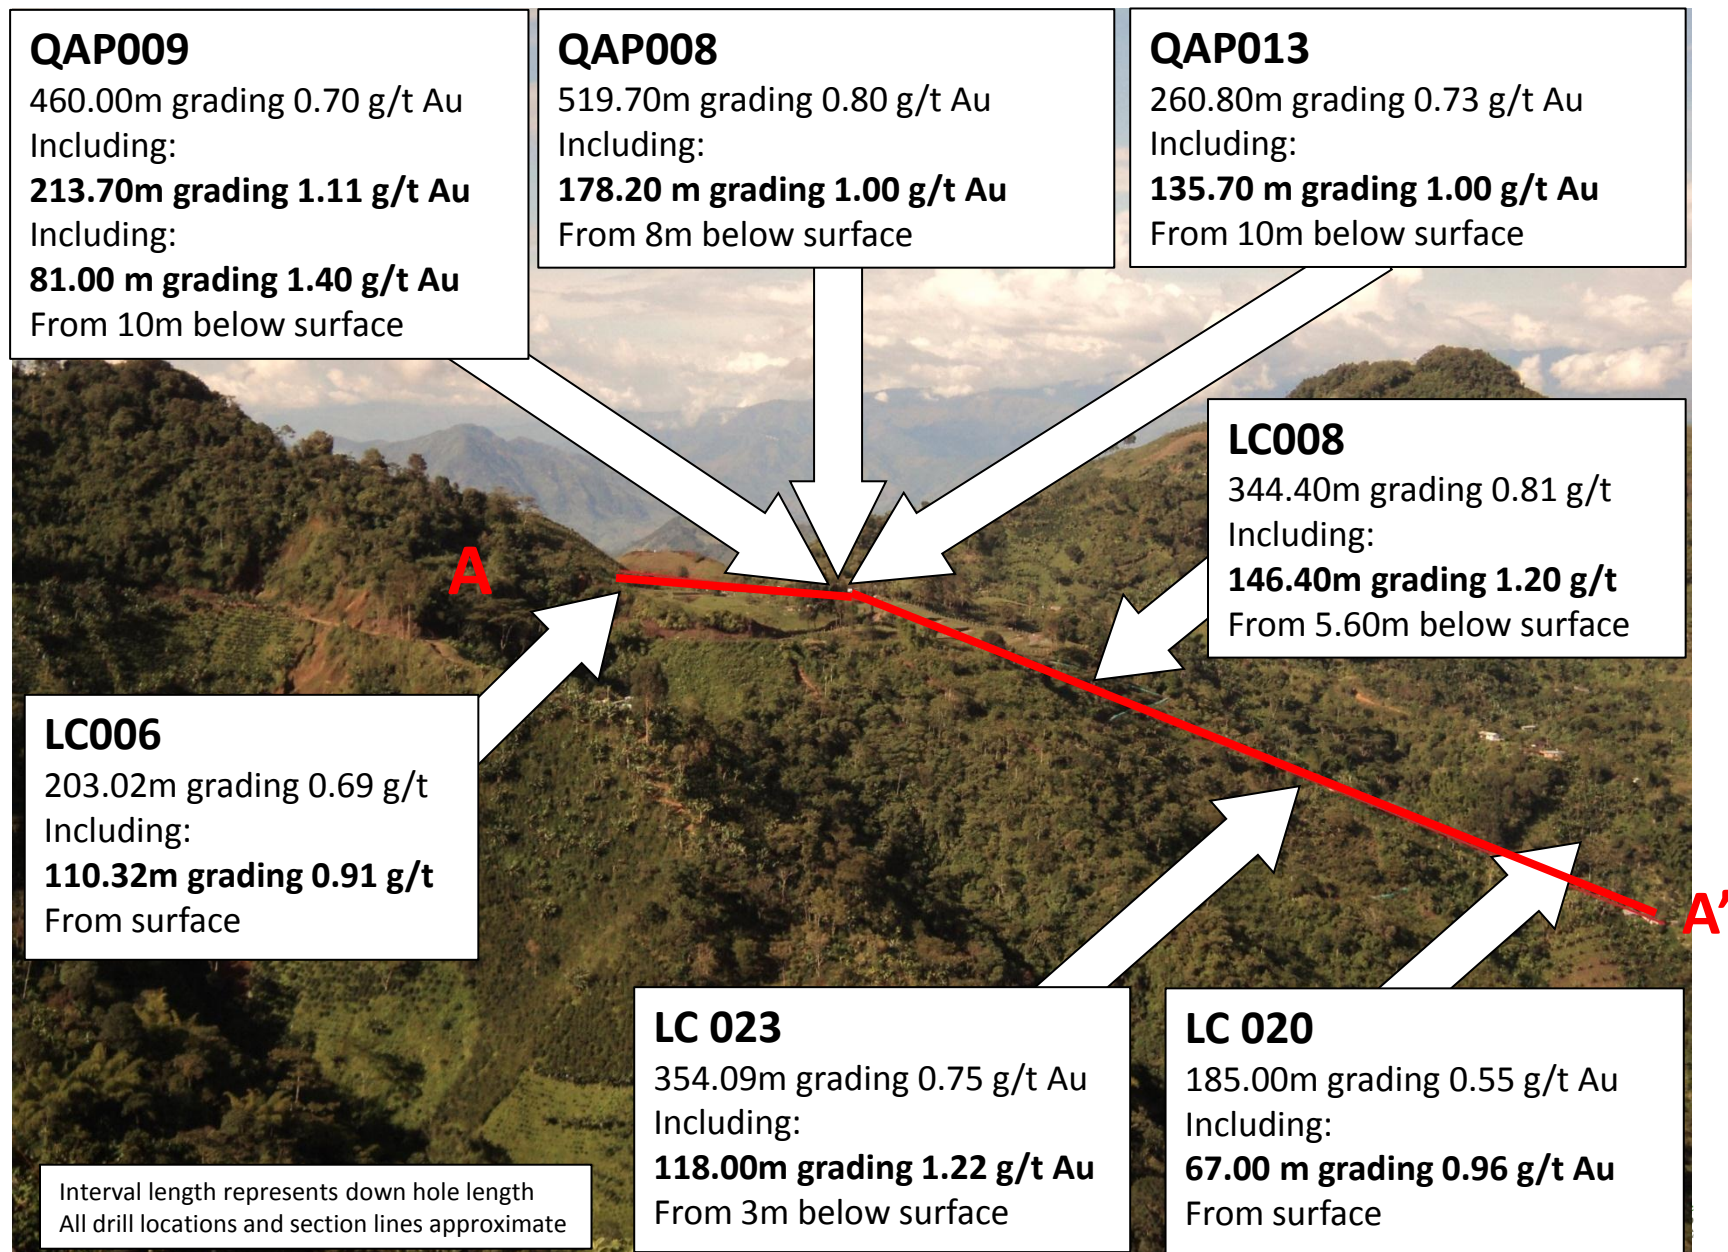 QAP009
460.00m grading 0.70 g/t Au
Including:
213.70m grading 1.11 g/t Au
Including:
81.00 m grading 1.40 g/t Au
From 10m below surface
QAP008
519.70m grading 0.80 g/t Au
Including:
178.20 m grading 1.00 g/t Au
From 8m below surface
QAP013
260.80m grading 0.73 g/t Au
Including:
135.70 m grading 1.00 g/t Au
From 10m below surface
LC008
344.40m grading 0.81 g/t
Including:
146.40m grading 1.20 g/t
From 5.60m below surface
A
LC006
203.02m grading 0.69 g/t
Including:
110.32m grading 0.91 g/t
From surface
A'
LC 023
354.09m grading 0.75 g/t Au
Including:
118.00m grading 1.22 g/t Au
From 3m below surface
LC 020
185.00m grading 0.55 g/t Au
Including:
67.00 m grading 0.96 g/t Au
From surface
Interval length represents down hole length
All drill locations and section lines approximate